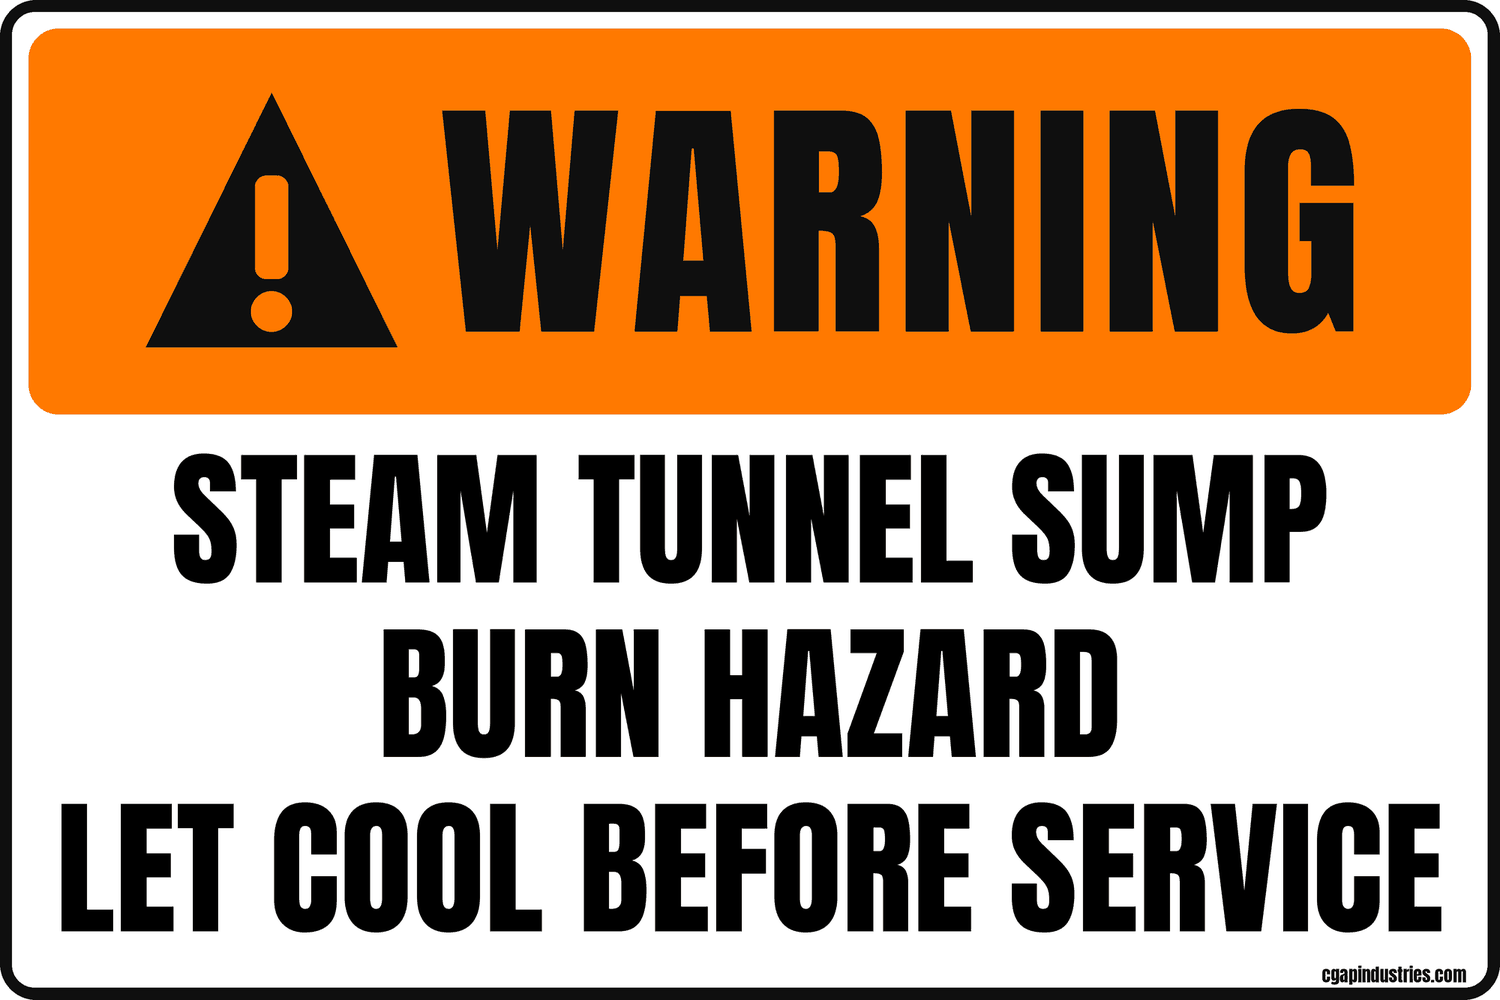 WARNING
STEAM TUNNEL SUMP
BURN HAZARD
LET COOL BEFORE SERVICE
cgapindustries.com